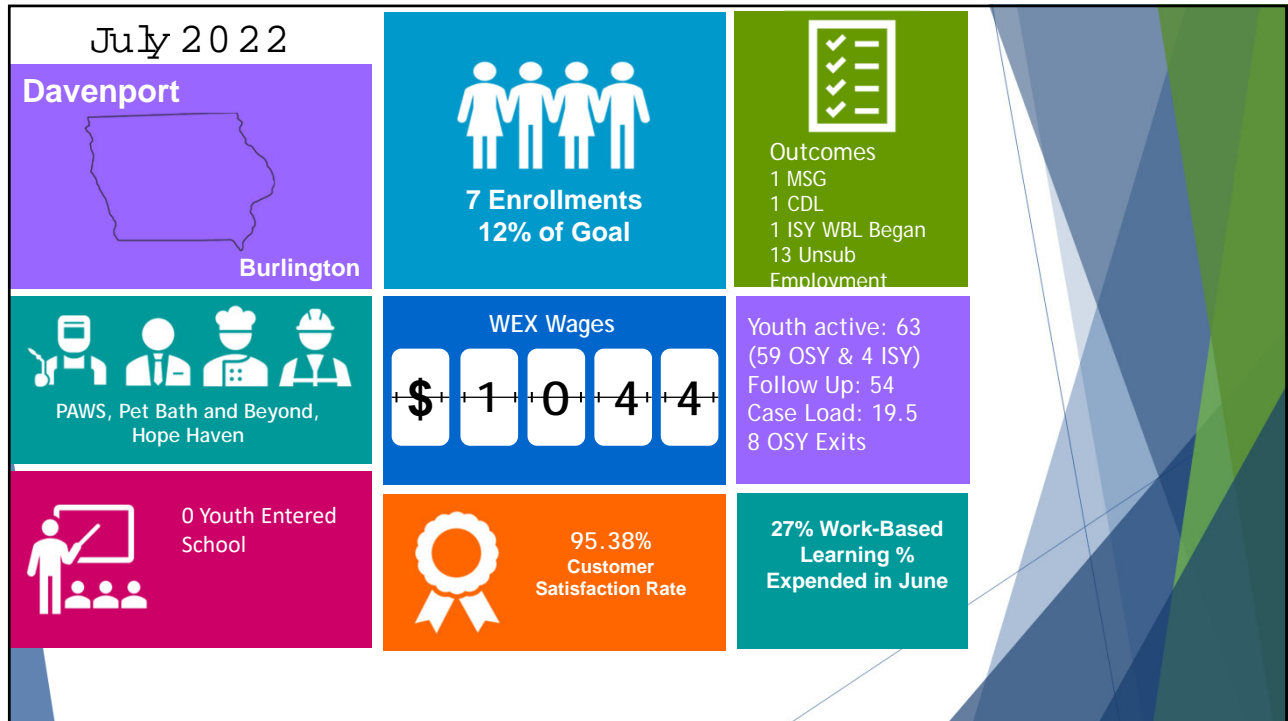 July 2022
Davenport
Burlington
7 Enrollments
12% of Goal
Outcomes
1 MSG
1 CDL
1 ISY WBL Began
13 Unsub
Employment
PAWS, Pet Bath and Beyond,
Hope Haven
WEX Wages
$ 1 0 4 4
Youth active: 63
(59 OSY & 4 ISY)
Follow Up: 54
Case Load: 19.5
8 OSY Exits
0 Youth Entered
School
95.38%
Customer
Satisfaction Rate
27% Work-Based
Learning %
Expended in June